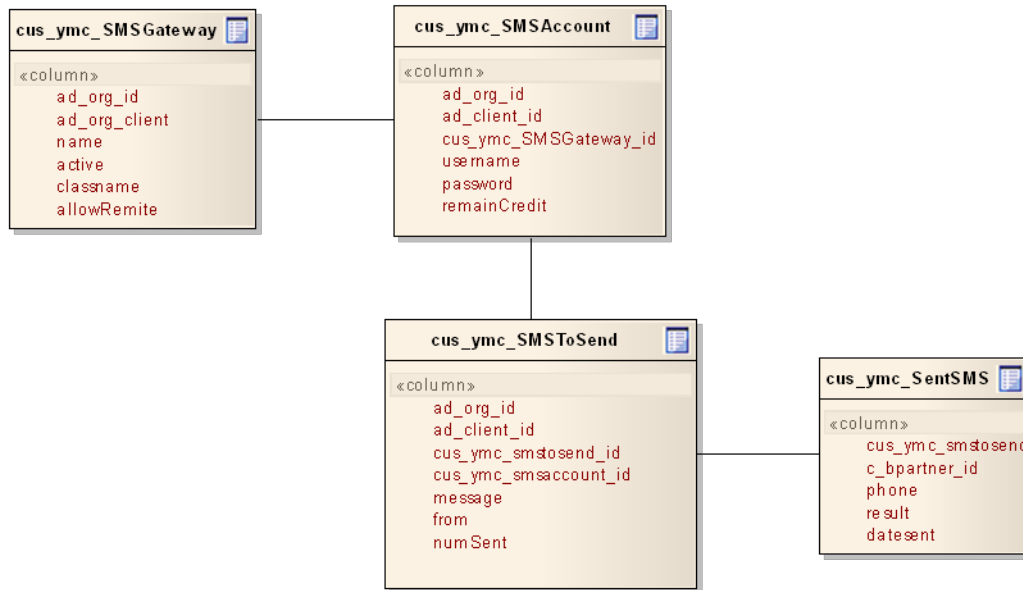 cus_ymc_SMSGateway
«column»
ad_org_id
ad_org_client
name
active
classname
allowRemite
cus_ymc_SMSAccount
«column»
ad_org_id
ad_client_id
cus_ymc_SMSGateway_id
username
password
remainCredit
cus_ymc_SMSToSend
«column»
ad_org_id
ad_client_id
cus_ymc_smstosend_id
cus_ymc_smsaccount_id
message
from
numSent
cus_ymc_SentSMS
«column»
cus_ymc_smstosend
c_bpartner_id
phone
result
datesent